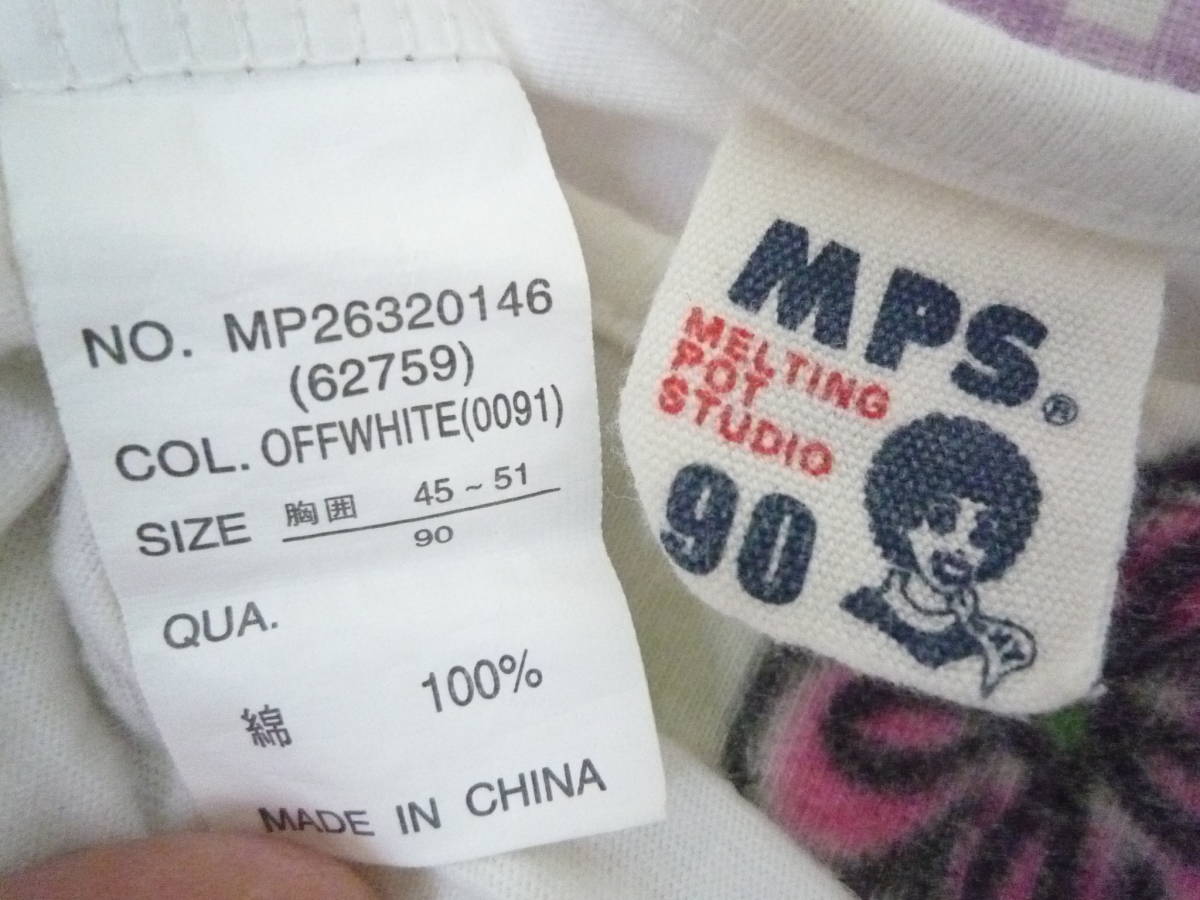 NO. MP26320146
(62759)
COL. OFFWHITE(0091)
SIZE 胸囲 45 ~ 51
90
QUA.
綿 100%
MADE IN CHINA
MPS.®
MELTING
POT
STUDIO
90